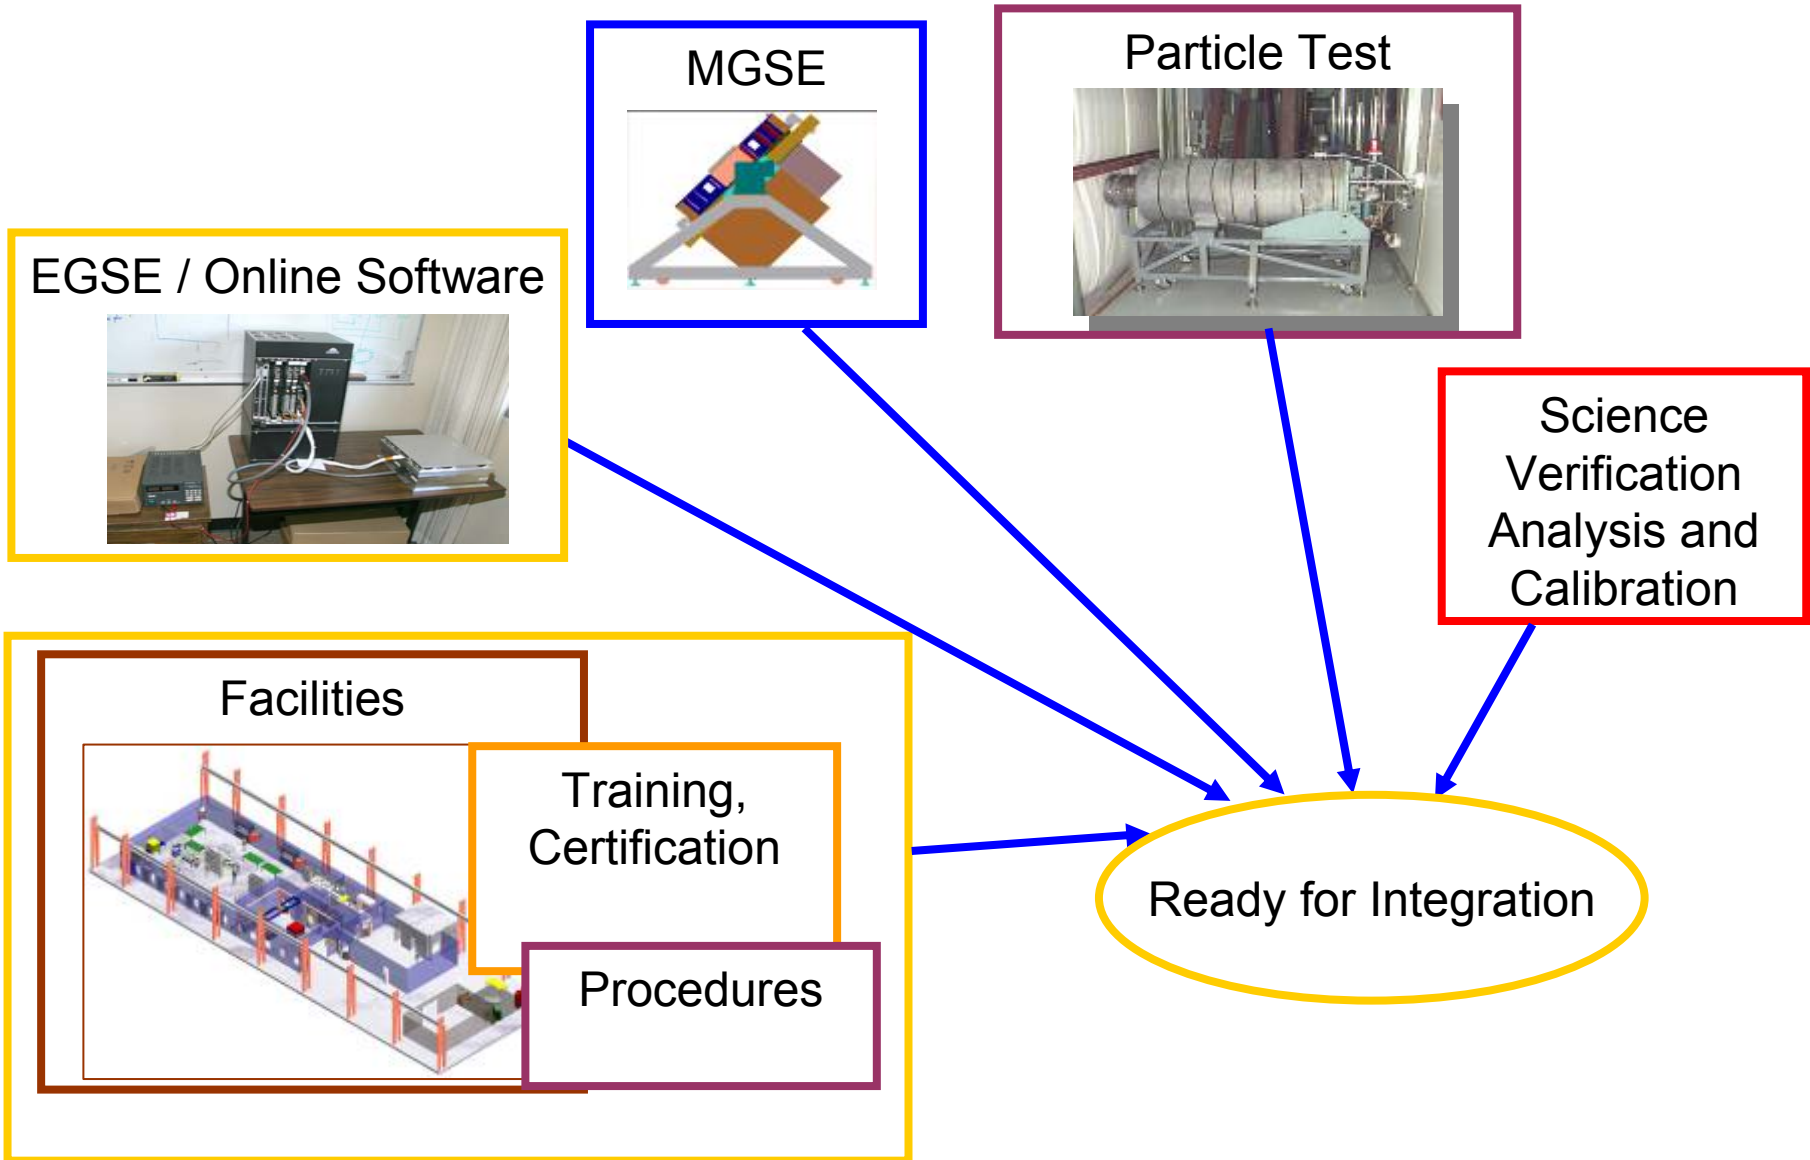 MGSE
Particle Test
EGSE / Online Software
Science
Verification
Analysis and
Calibration
Facilities
Training,
Certification
Procedures
Ready for Integration